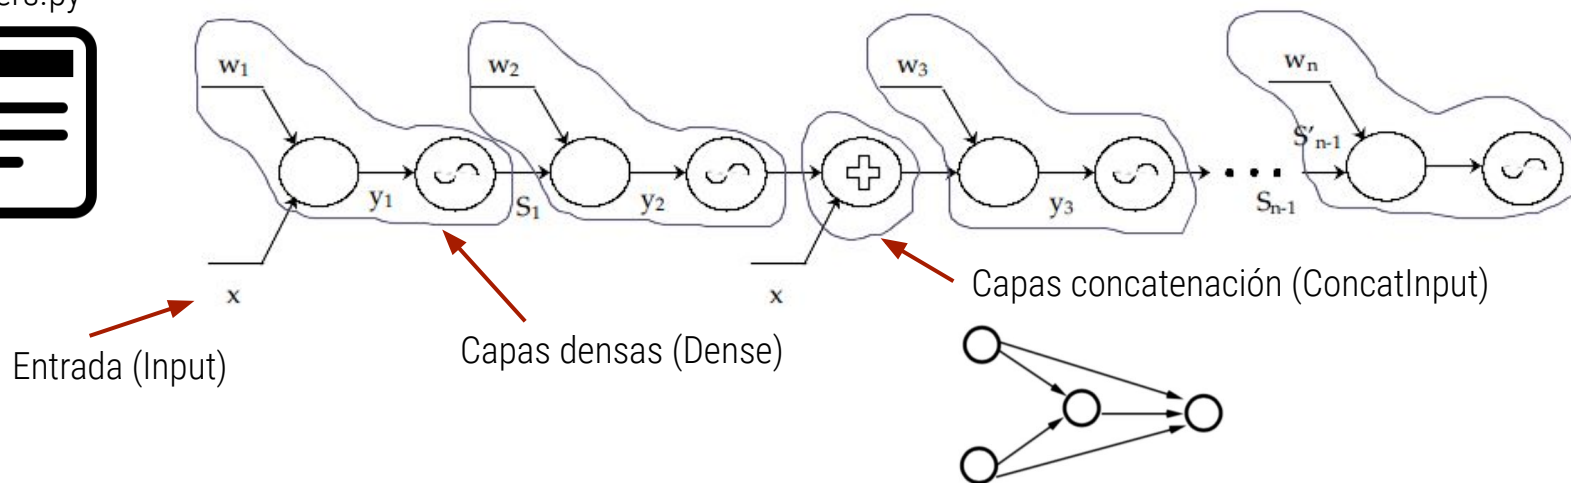 w1
w2
w3
wn
S'n-1
y1
S1
y2
y3
Sn-1
x
x
Capas concatenación (ConcatInput)
Entrada (Input)
Capas densas (Dense)